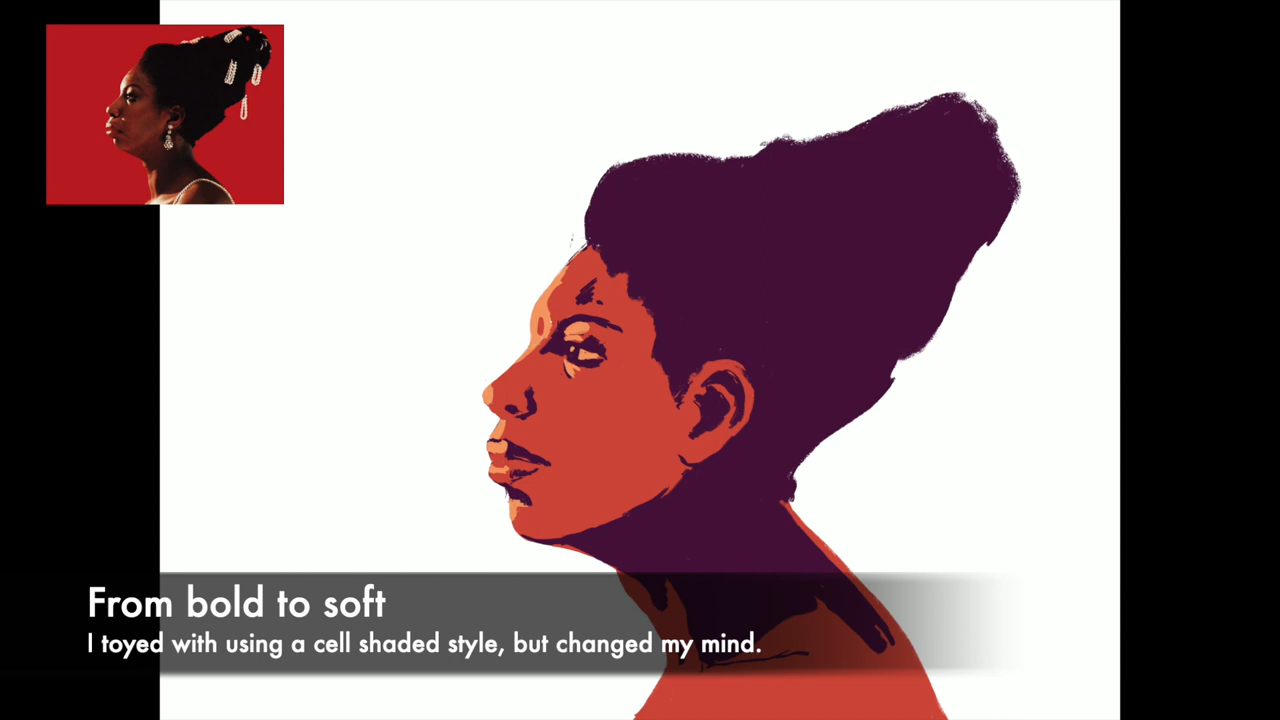 From bold to soft
I toyed with using a cell shaded style, but changed my mind.